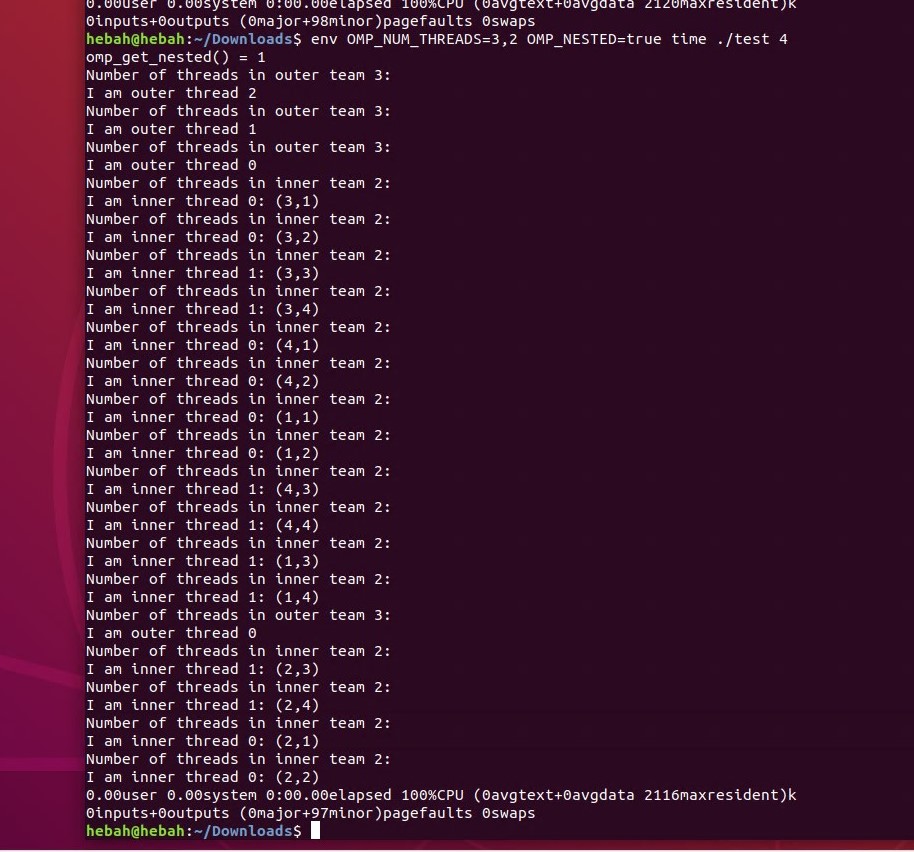 0.00user 0.00system 0:00.00elapsed 100%CPU (0avgtext+0avgdata 2120maxresident)k
0inputs+0outputs (0major+98minor)pagefaults 0swaps
hebah@hebah:~/Downloads$ env OMP_NUM_THREADS=3,2 OMP_NESTED=true time ./test 4
omp_get_nested() = 1
Number of threads in outer team 3:
I am outer thread 2
Number of threads in outer team 3:
I am outer thread 1
Number of threads in outer team 3:
I am outer thread 0
Number of threads in inner team 2:
I am inner thread 0: (3,1)
Number of threads in inner team 2:
I am inner thread 0: (3,2)
Number of threads in inner team 2:
I am inner thread 1: (3,3)
Number of threads in inner team 2:
I am inner thread 1: (3,4)
Number of threads in inner team 2:
I am inner thread 0: (4,1)
Number of threads in inner team 2:
I am inner thread 0: (4,2)
Number of threads in inner team 2:
I am inner thread 0: (1,1)
Number of threads in inner team 2:
I am inner thread 0: (1,2)
Number of threads in inner team 2:
I am inner thread 1: (4,3)
Number of threads in inner team 2:
I am inner thread 1: (4,4)
Number of threads in inner team 2:
I am inner thread 1: (1,3)
Number of threads in inner team 2:
I am inner thread 1: (1,4)
Number of threads in outer team 3:
I am outer thread 0
Number of threads in inner team 2:
I am inner thread 1: (2,3)
Number of threads in inner team 2:
I am inner thread 1: (2,4)
Number of threads in inner team 2:
I am inner thread 0: (2,1)
Number of threads in inner team 2:
I am inner thread 0: (2,2)
0.00user 0.00system 0:00.00elapsed 100%CPU (0avgtext+0avgdata 2116maxresident)k
0inputs+0outputs (0major+97minor)pagefaults 0swaps
hebah@hebah:~/Downloads$